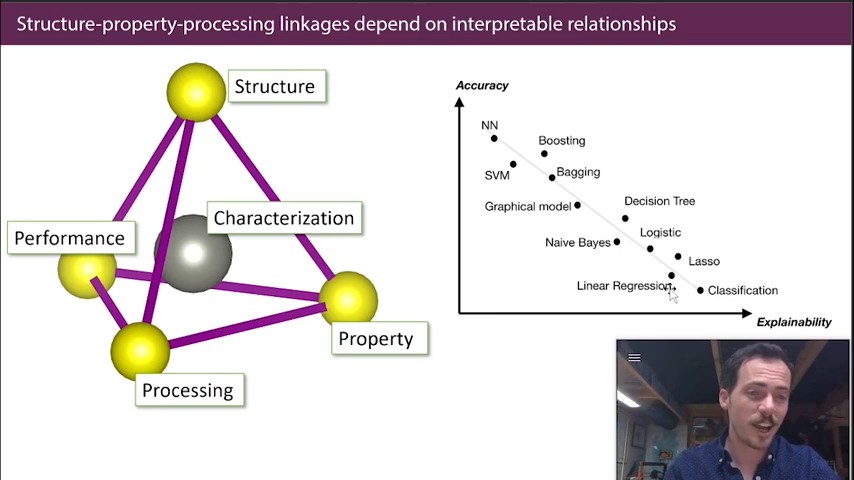 Structure-property-processing linkages depend on interpretable relationships
Structure
Characterization
Performance
Property
Processing
Accuracy
NN
Boosting
SVM
Bagging
Graphical model
Decision Tree
Logistic
Naive Bayes
Lasso
Linear Regression
Classification
Explainability